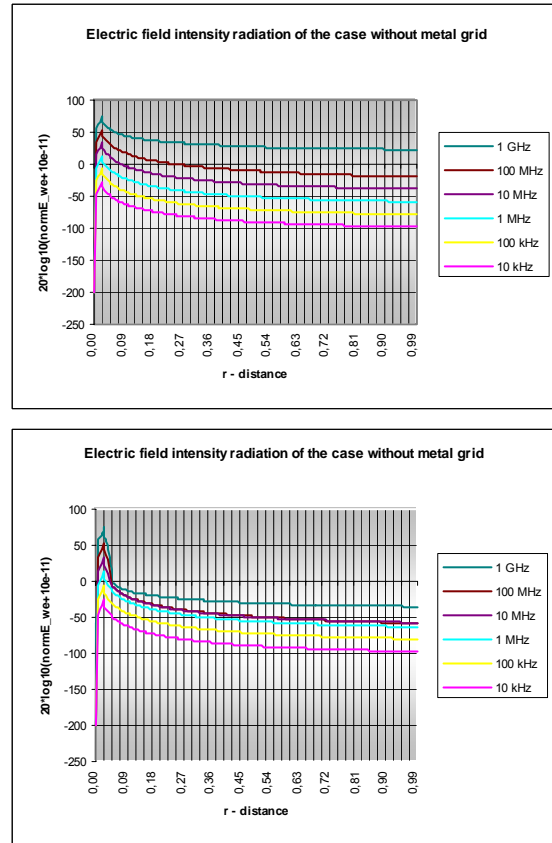 Electric field intensity radiation of the case without metal grid
20*log10(normE_we+10e-11)
100
50
0
-50
-100
-150
-200
-250
0,00
0,09
0,18
0,27
0,36
0,45
0,54
0,63
0,72
0,81
0,90
0,99
r - distance
1 GHz
100 MHz
10 MHz
1 MHz
100 kHz
10 kHz
Electric field intensity radiation of the case without metal grid
20*log10(normE_we+10e-11)
100
50
0
-50
-100
-150
-200
-250
0,00
0,09
0,18
0,27
0,36
0,45
0,54
0,63
0,72
0,81
0,90
0,99
r - distance
1 GHz
100 MHz
10 MHz
1 MHz
100 kHz
10 kHz